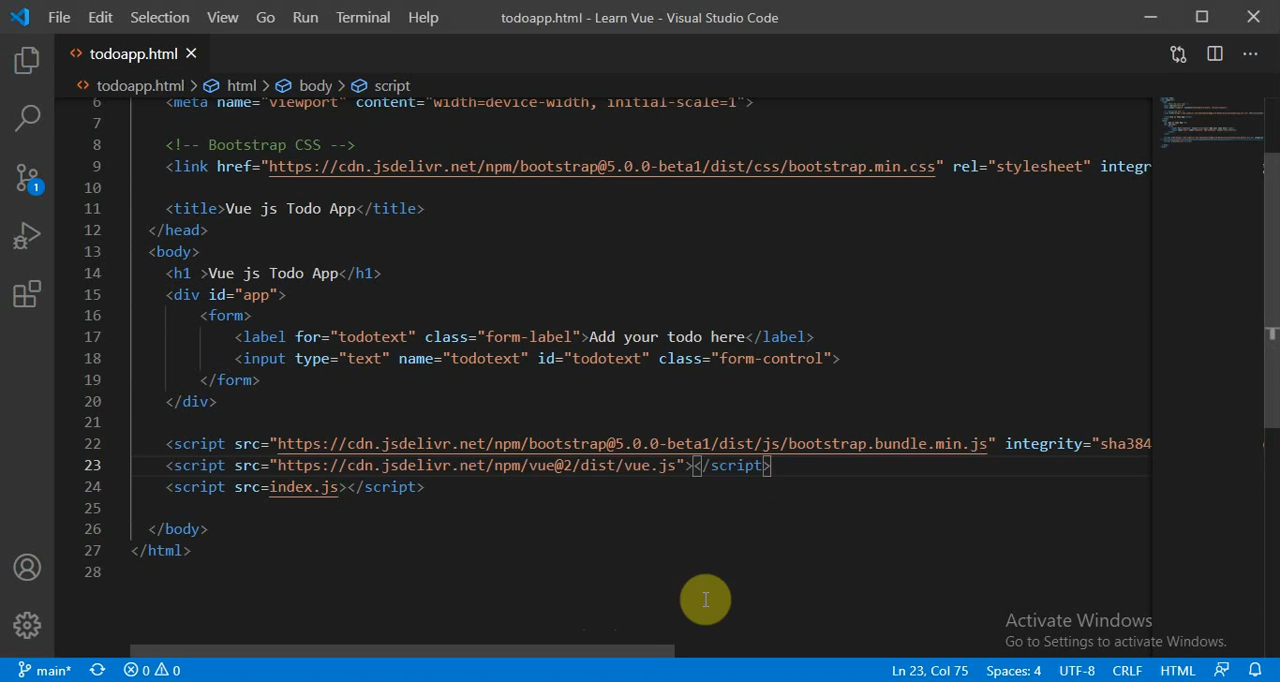 File Edit Selection View Go Run Terminal Help todoapp.html - Learn Vue - Visual Studio Code
todoapp.html
todoapp.html > html > body > script
6 <meta name="viewport" content="width=device-width, initial-scale=1">
7
8 <!-- Bootstrap CSS -->
9 <link href="https://cdn.jsdelivr.net/npm/bootstrap@5.0.0-beta1/dist/css/bootstrap.min.css" rel="stylesheet" integr
10
11 <title>Vue js Todo App</title>
12 </head>
13 <body>
14 <h1 >Vue js Todo App</h1>
15 <div id="app">
16 <form>
17 <label for="todotext" class="form-label">Add your todo here</label>
18 <input type="text" name="todotext" id="todotext" class="form-control">
19 </form>
20 </div>
21
22 <script src="https://cdn.jsdelivr.net/npm/bootstrap@5.0.0-beta1/dist/js/bootstrap.bundle.min.js" integrity="sha384
23 <script src="https://cdn.jsdelivr.net/npm/vue@2/dist/vue.js"></script>
24 <script src=index.js></script>
25
26 </body>
27 </html>
28
1
Activate Windows
Go to Settings to activate Windows.
main* 0 0 Ln 23, Col 75 Spaces: 4 UTF-8 CRLF HTML